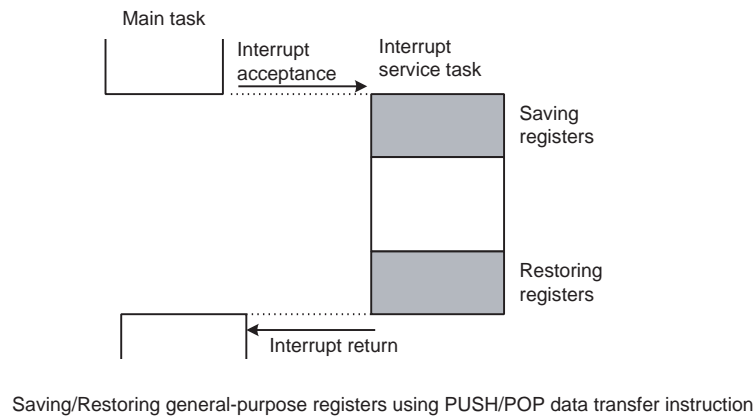 Main task
Interrupt
acceptance
Interrupt
service task
Saving
registers
Restoring
registers
Interrupt return
Saving/Restoring general-purpose registers using PUSH/POP data transfer instruction